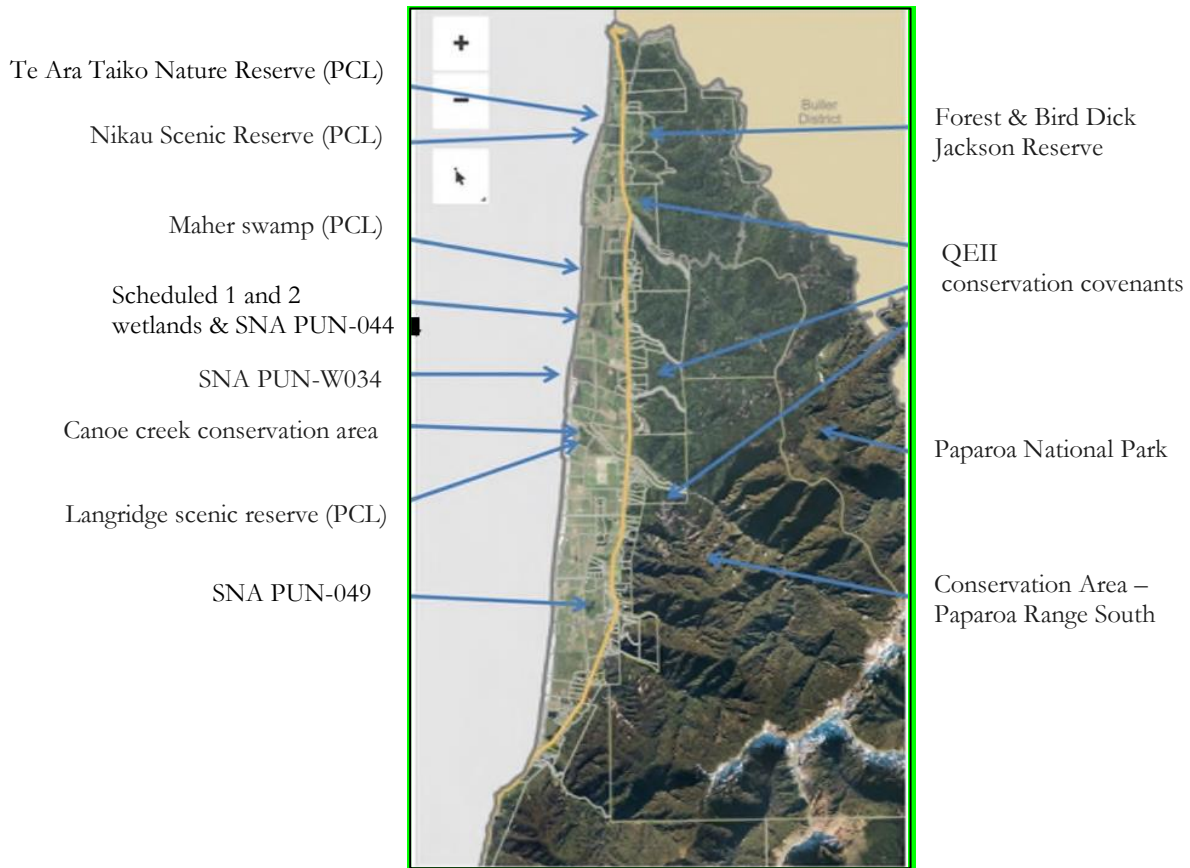 Te Ara Taiko Nature Reserve (PCL)
Nikau Scenic Reserve (PCL)
Maher swamp (PCL)
Scheduled 1 and 2
wetlands & SNA PUN-044
SNA PUN-W034
Canoe creek conservation area
Langridge scenic reserve (PCL)
SNA PUN-049
+
−
Buller
District
Forest & Bird Dick
Jackson Reserve
QEII
conservation covenants
Paparoa National Park
Conservation Area –
Paparoa Range South